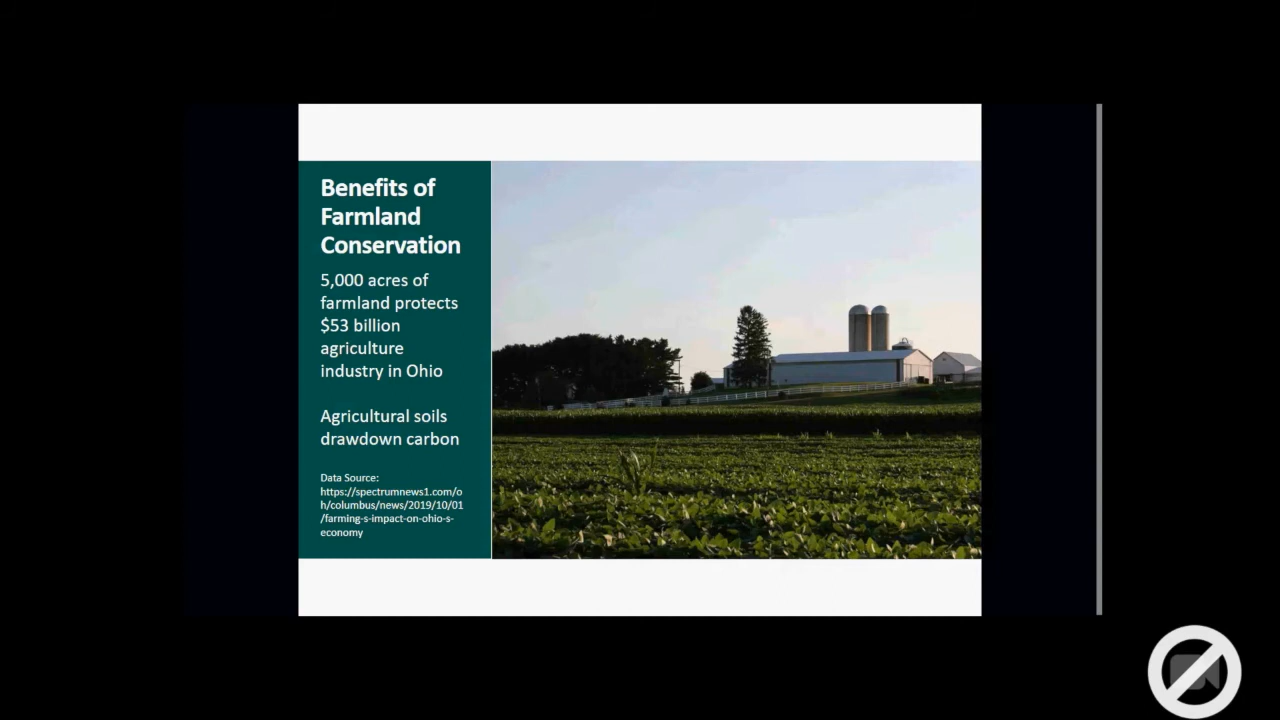 Benefits of
Farmland
Conservation
5,000 acres of
farmland protects
$53 billion
agriculture
industry in Ohio
Agricultural soils
drawdown carbon
Data Source:
https://spectrumnews1.com/o
h/columbus/news/2019/10/01
/farming-s-impact-on-ohio-s-
economy